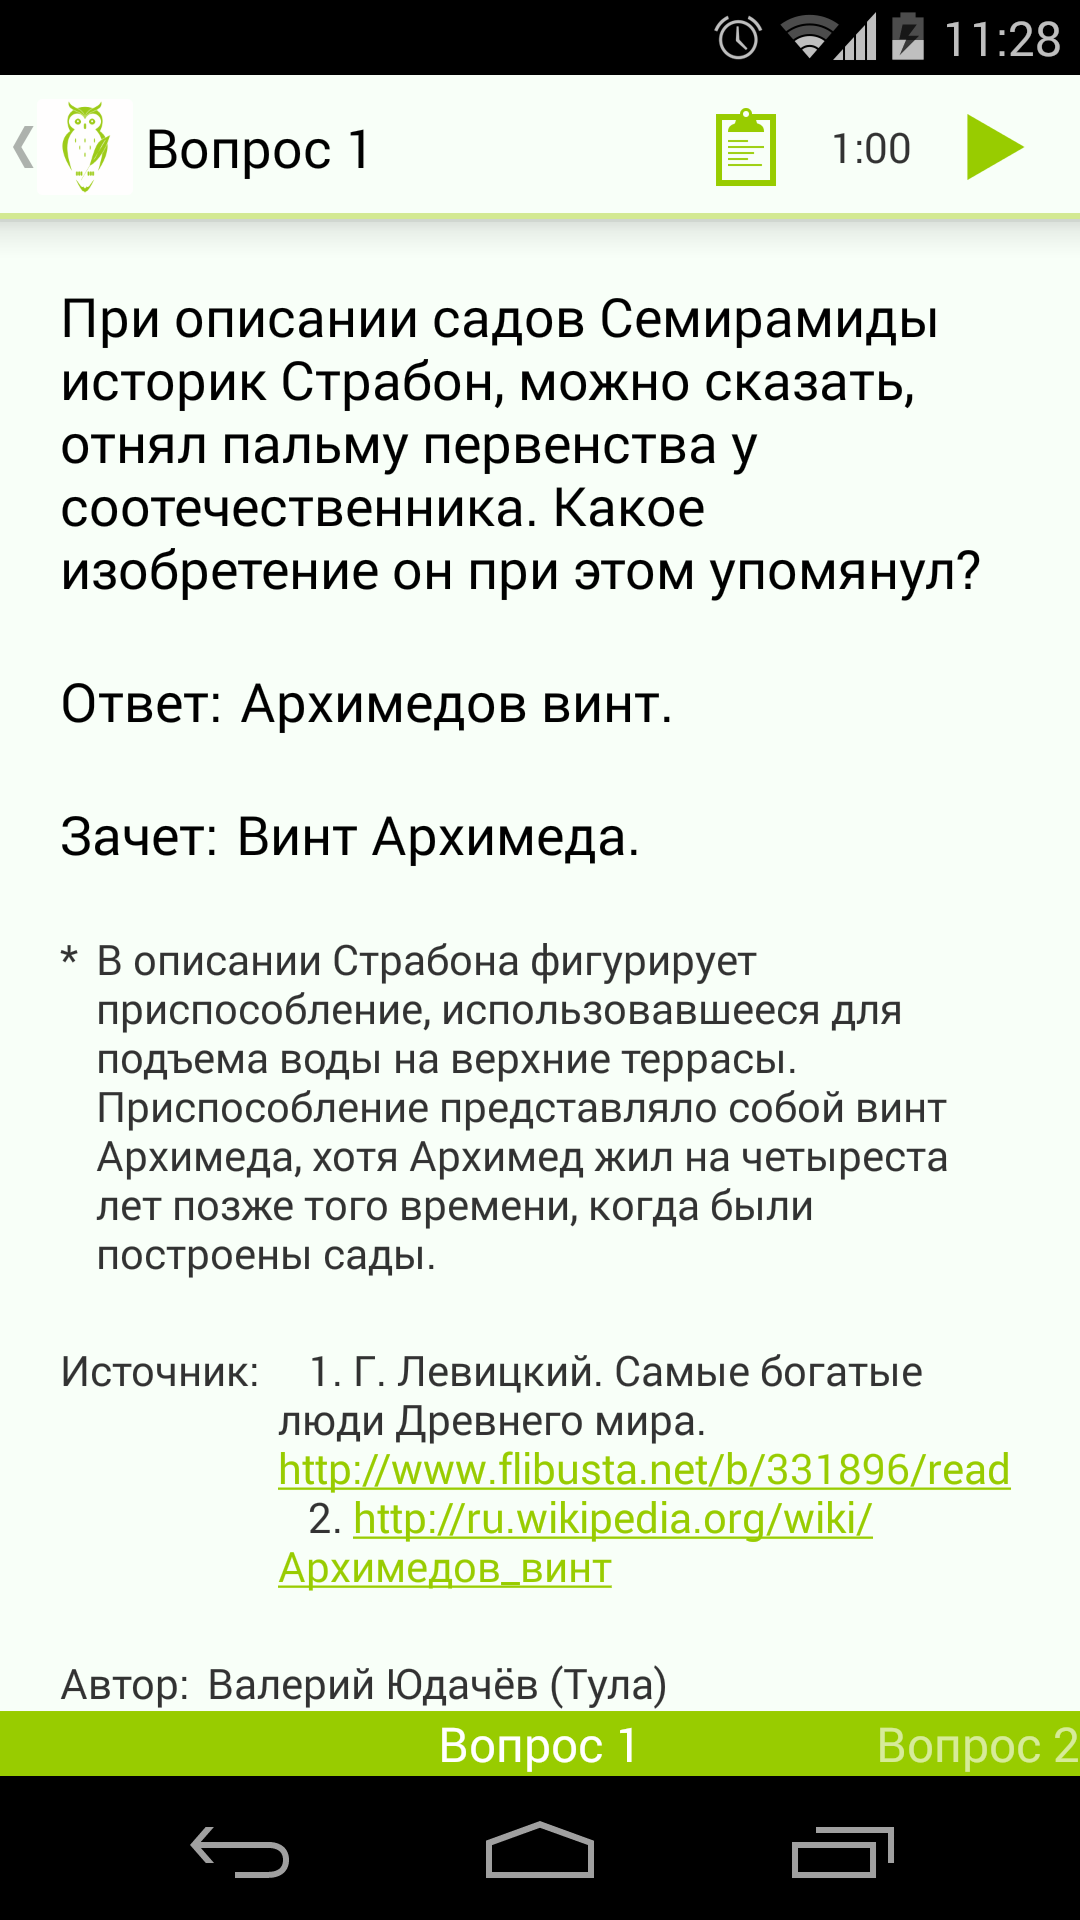 11:28
Вопрос 1
1:00
При описании садов Семирамиды
историк Страбон, можно сказать,
отнял пальму первенства у
соотечественника. Какое
изобретение он при этом упомянул?
Ответ: Архимедов винт.
Зачет: Винт Архимеда.
* В описании Страбона фигурирует
приспособление, использовавшееся для
подъема воды на верхние террасы.
Приспособление представляло собой винт
Архимеда, хотя Архимед жил на четыреста
лет позже того времени, когда были
построены сады.
Источник: 1. Г. Левицкий. Самые богатые
люди Древнего мира.
http://www.flibusta.net/b/331896/read
2. http://ru.wikipedia.org/wiki/
Архимедов_винт
Автор: Валерий Юдачёв (Тула)
Вопрос 1 Вопрос 2